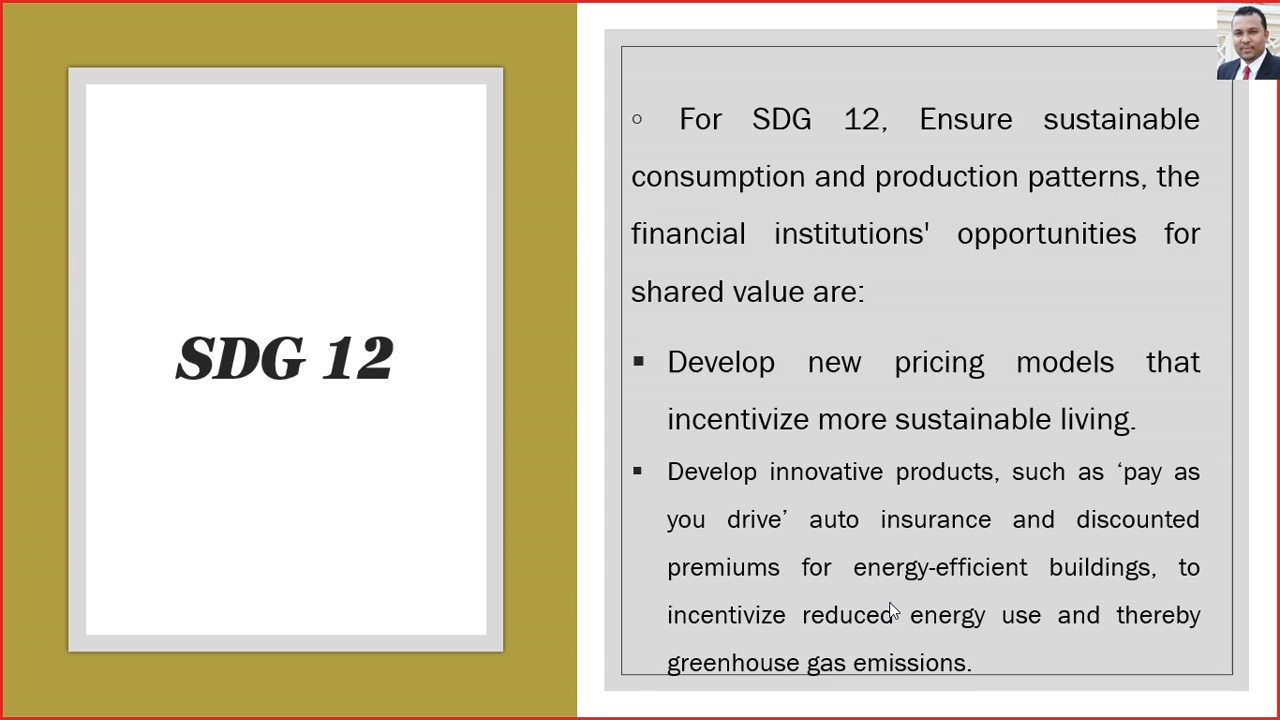 SDG 12
○ For SDG 12, Ensure sustainable
consumption and production patterns, the
financial institutions' opportunities for
shared value are:
▪ Develop new pricing models that
incentivize more sustainable living.
▪ Develop innovative products, such as ‘pay as
you drive’ auto insurance and discounted
premiums for energy-efficient buildings, to
incentivize reduced energy use and thereby
greenhouse gas emissions.